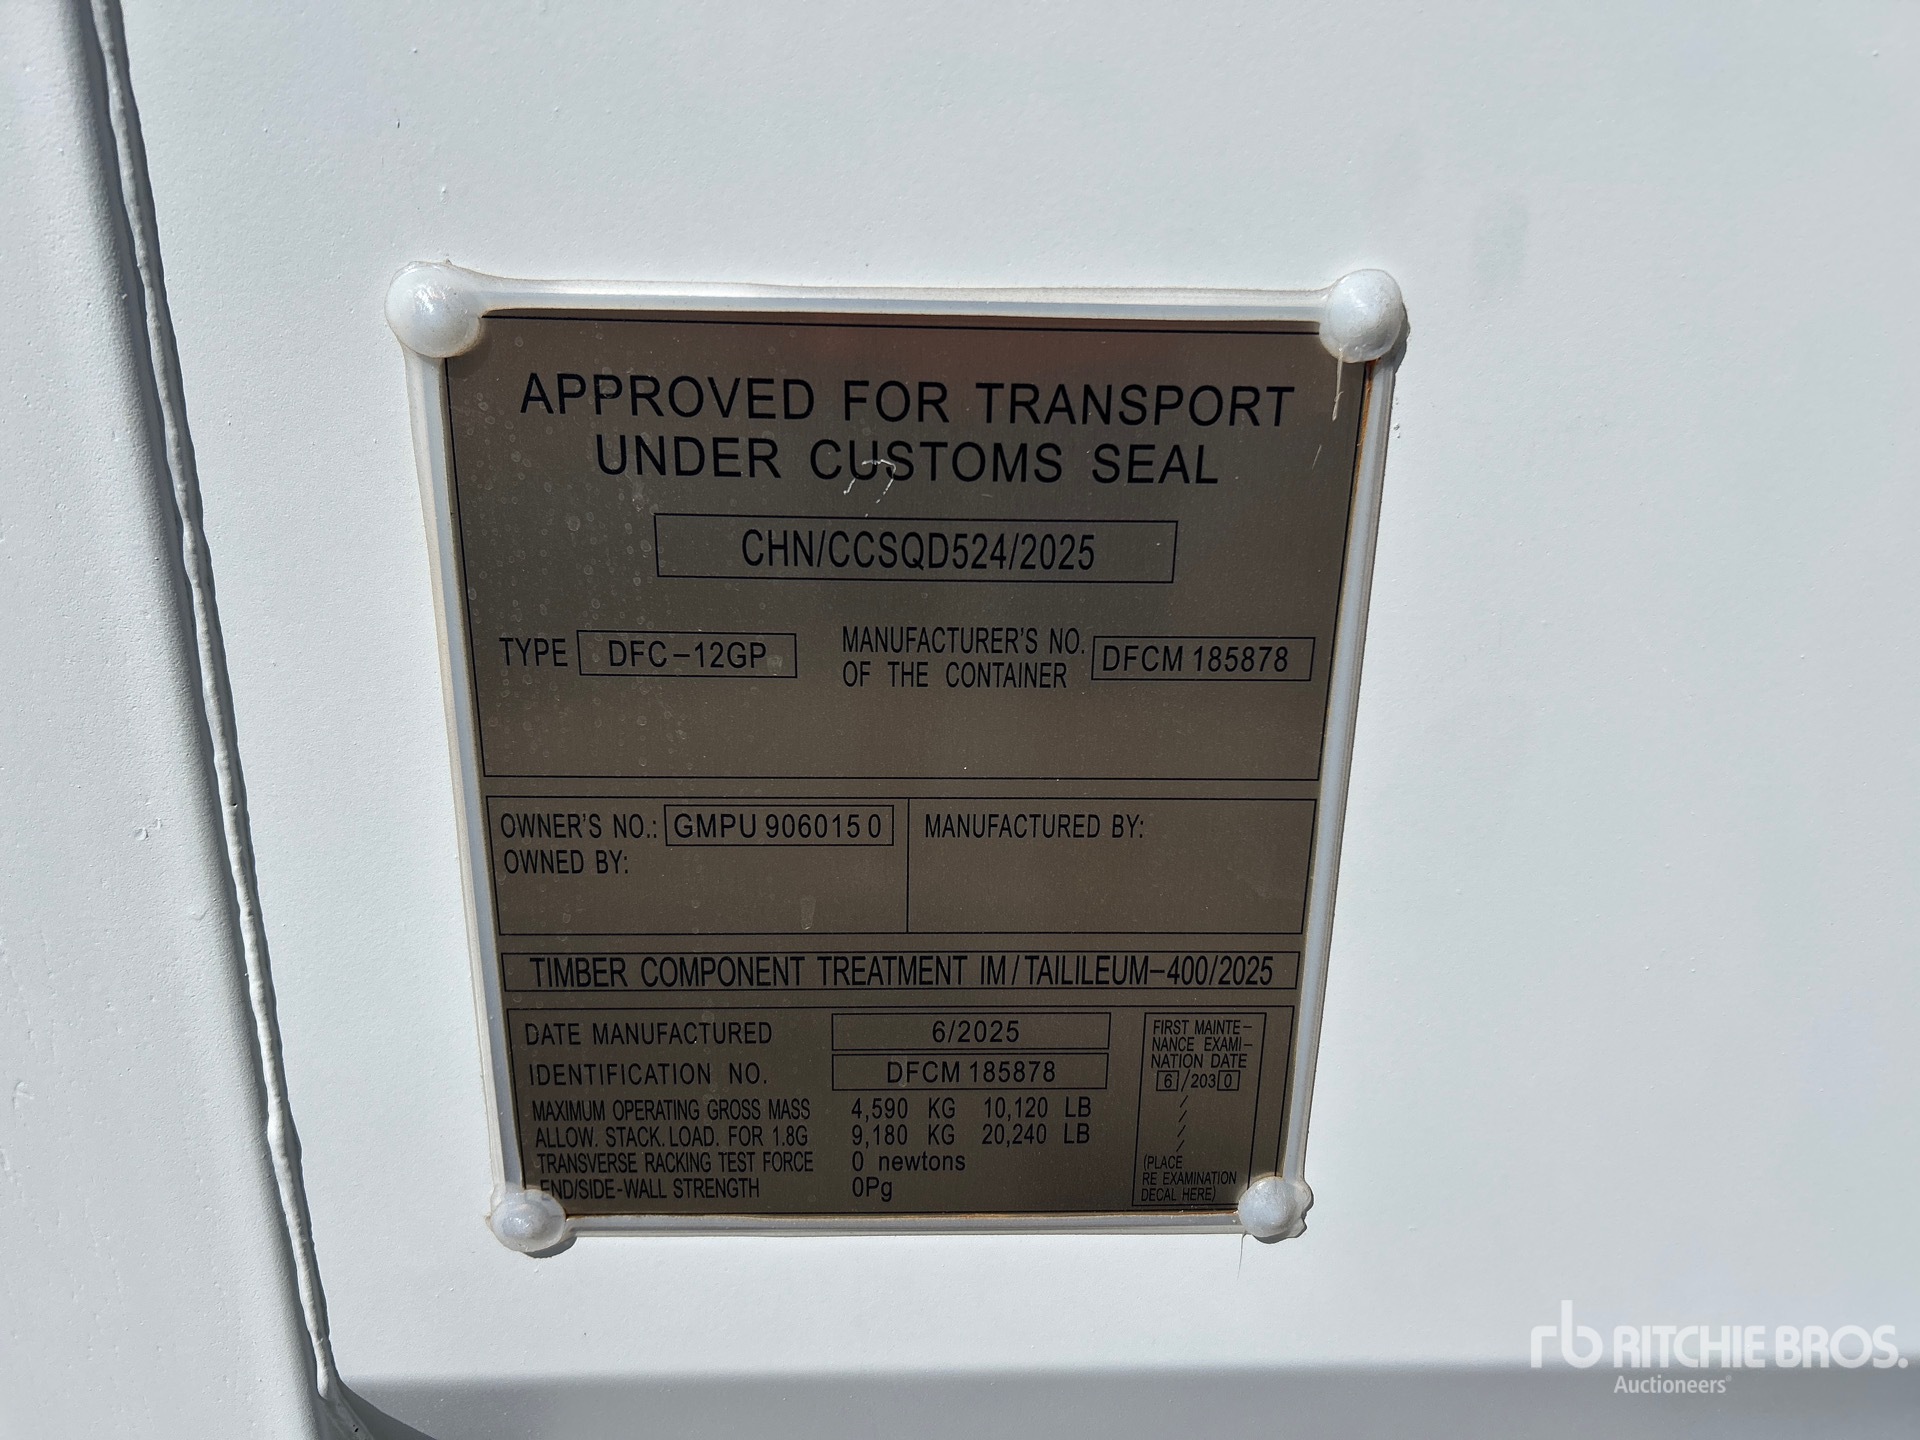 APPROVED FOR TRANSPORT
UNDER CUSTOMS SEAL
CHN/CCSQD524/2025
TYPE DFC-12GP
MANUFACTURER'S NO.
OF THE CONTAINER
DFCM 185878
OWNER'S NO.: GMPU 906015 0
OWNED BY:
MANUFACTURED BY:
TIMBER COMPONENT TREATMENT IM/TAILILEUM-400/2025
DATE MANUFACTURED 6/2025
IDENTIFICATION NO. DFCM 185878
MAXIMUM OPERATING GROSS MASS 4,590 KG 10,120 LB
ALLOW. STACK. LOAD. FOR 1.8G 9,180 KG 20,240 LB
TRANSVERSE RACKING TEST FORCE 0 newtons
END/SIDE-WALL STRENGTH 0Pg
FIRST MAINTE-
NANCE EXAMI-
NATION DATE
6/2030
/
/
/
/
(PLACE
RE EXAMINATION
DECAL HERE)
rb RITCHIE BROS.
Auctioneers